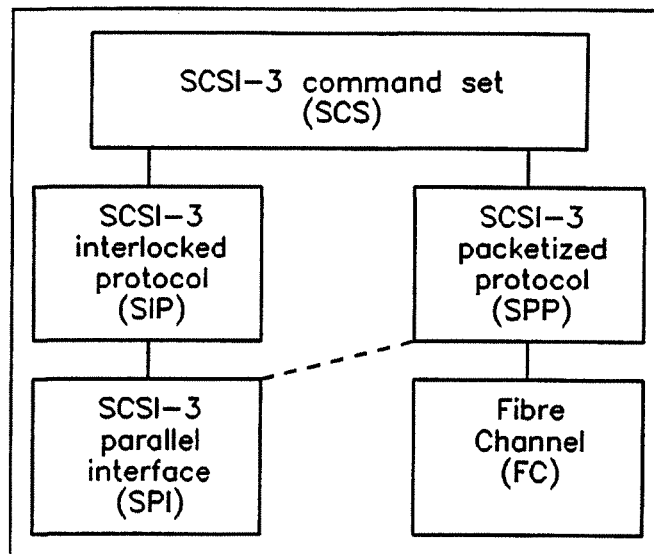 SCSI-3 command set
(SCS)
SCSI-3
interlocked
protocol
(SIP)
SCSI-3
packetized
protocol
(SPP)
SCSI-3
parallel
interface
(SPI)
Fibre
Channel
(FC)